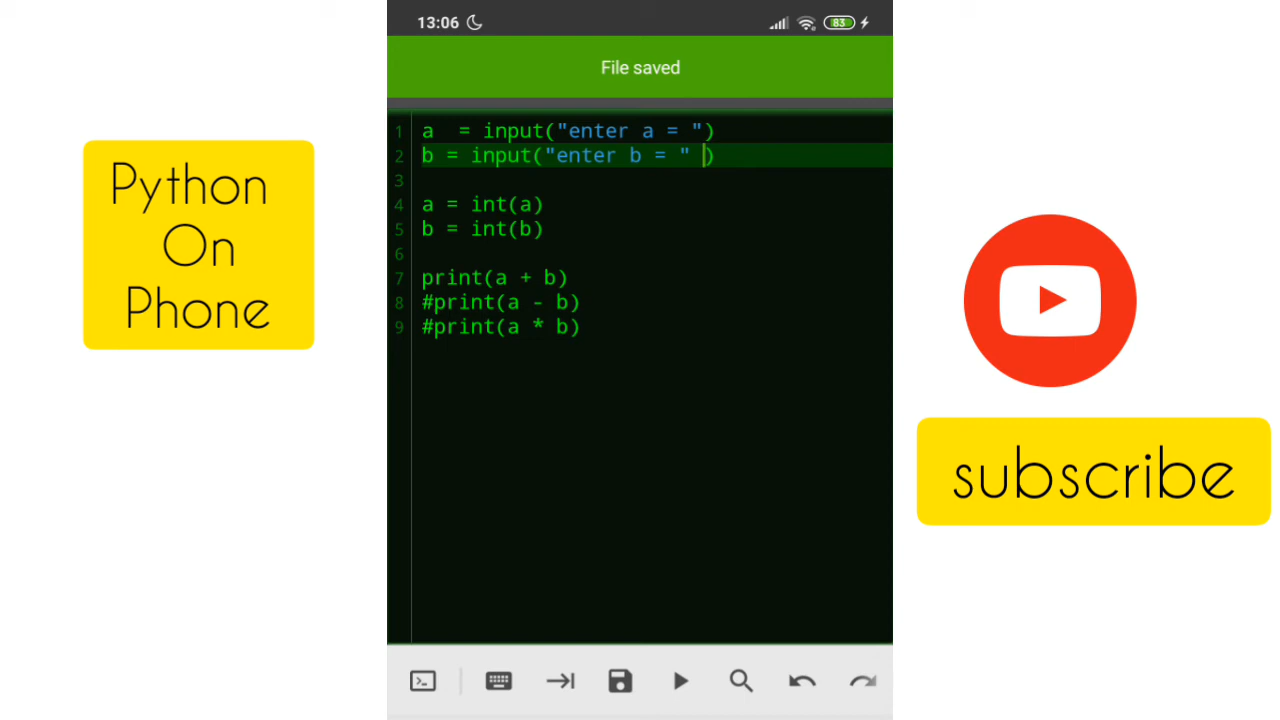 13:06
83
File saved
Python
On
Phone
1 a  = input("enter a = ")
2 b = input("enter b = " )
3
4 a = int(a)
5 b = int(b)
6
7 print(a + b)
8 #print(a - b)
9 #print(a * b)
subscribe